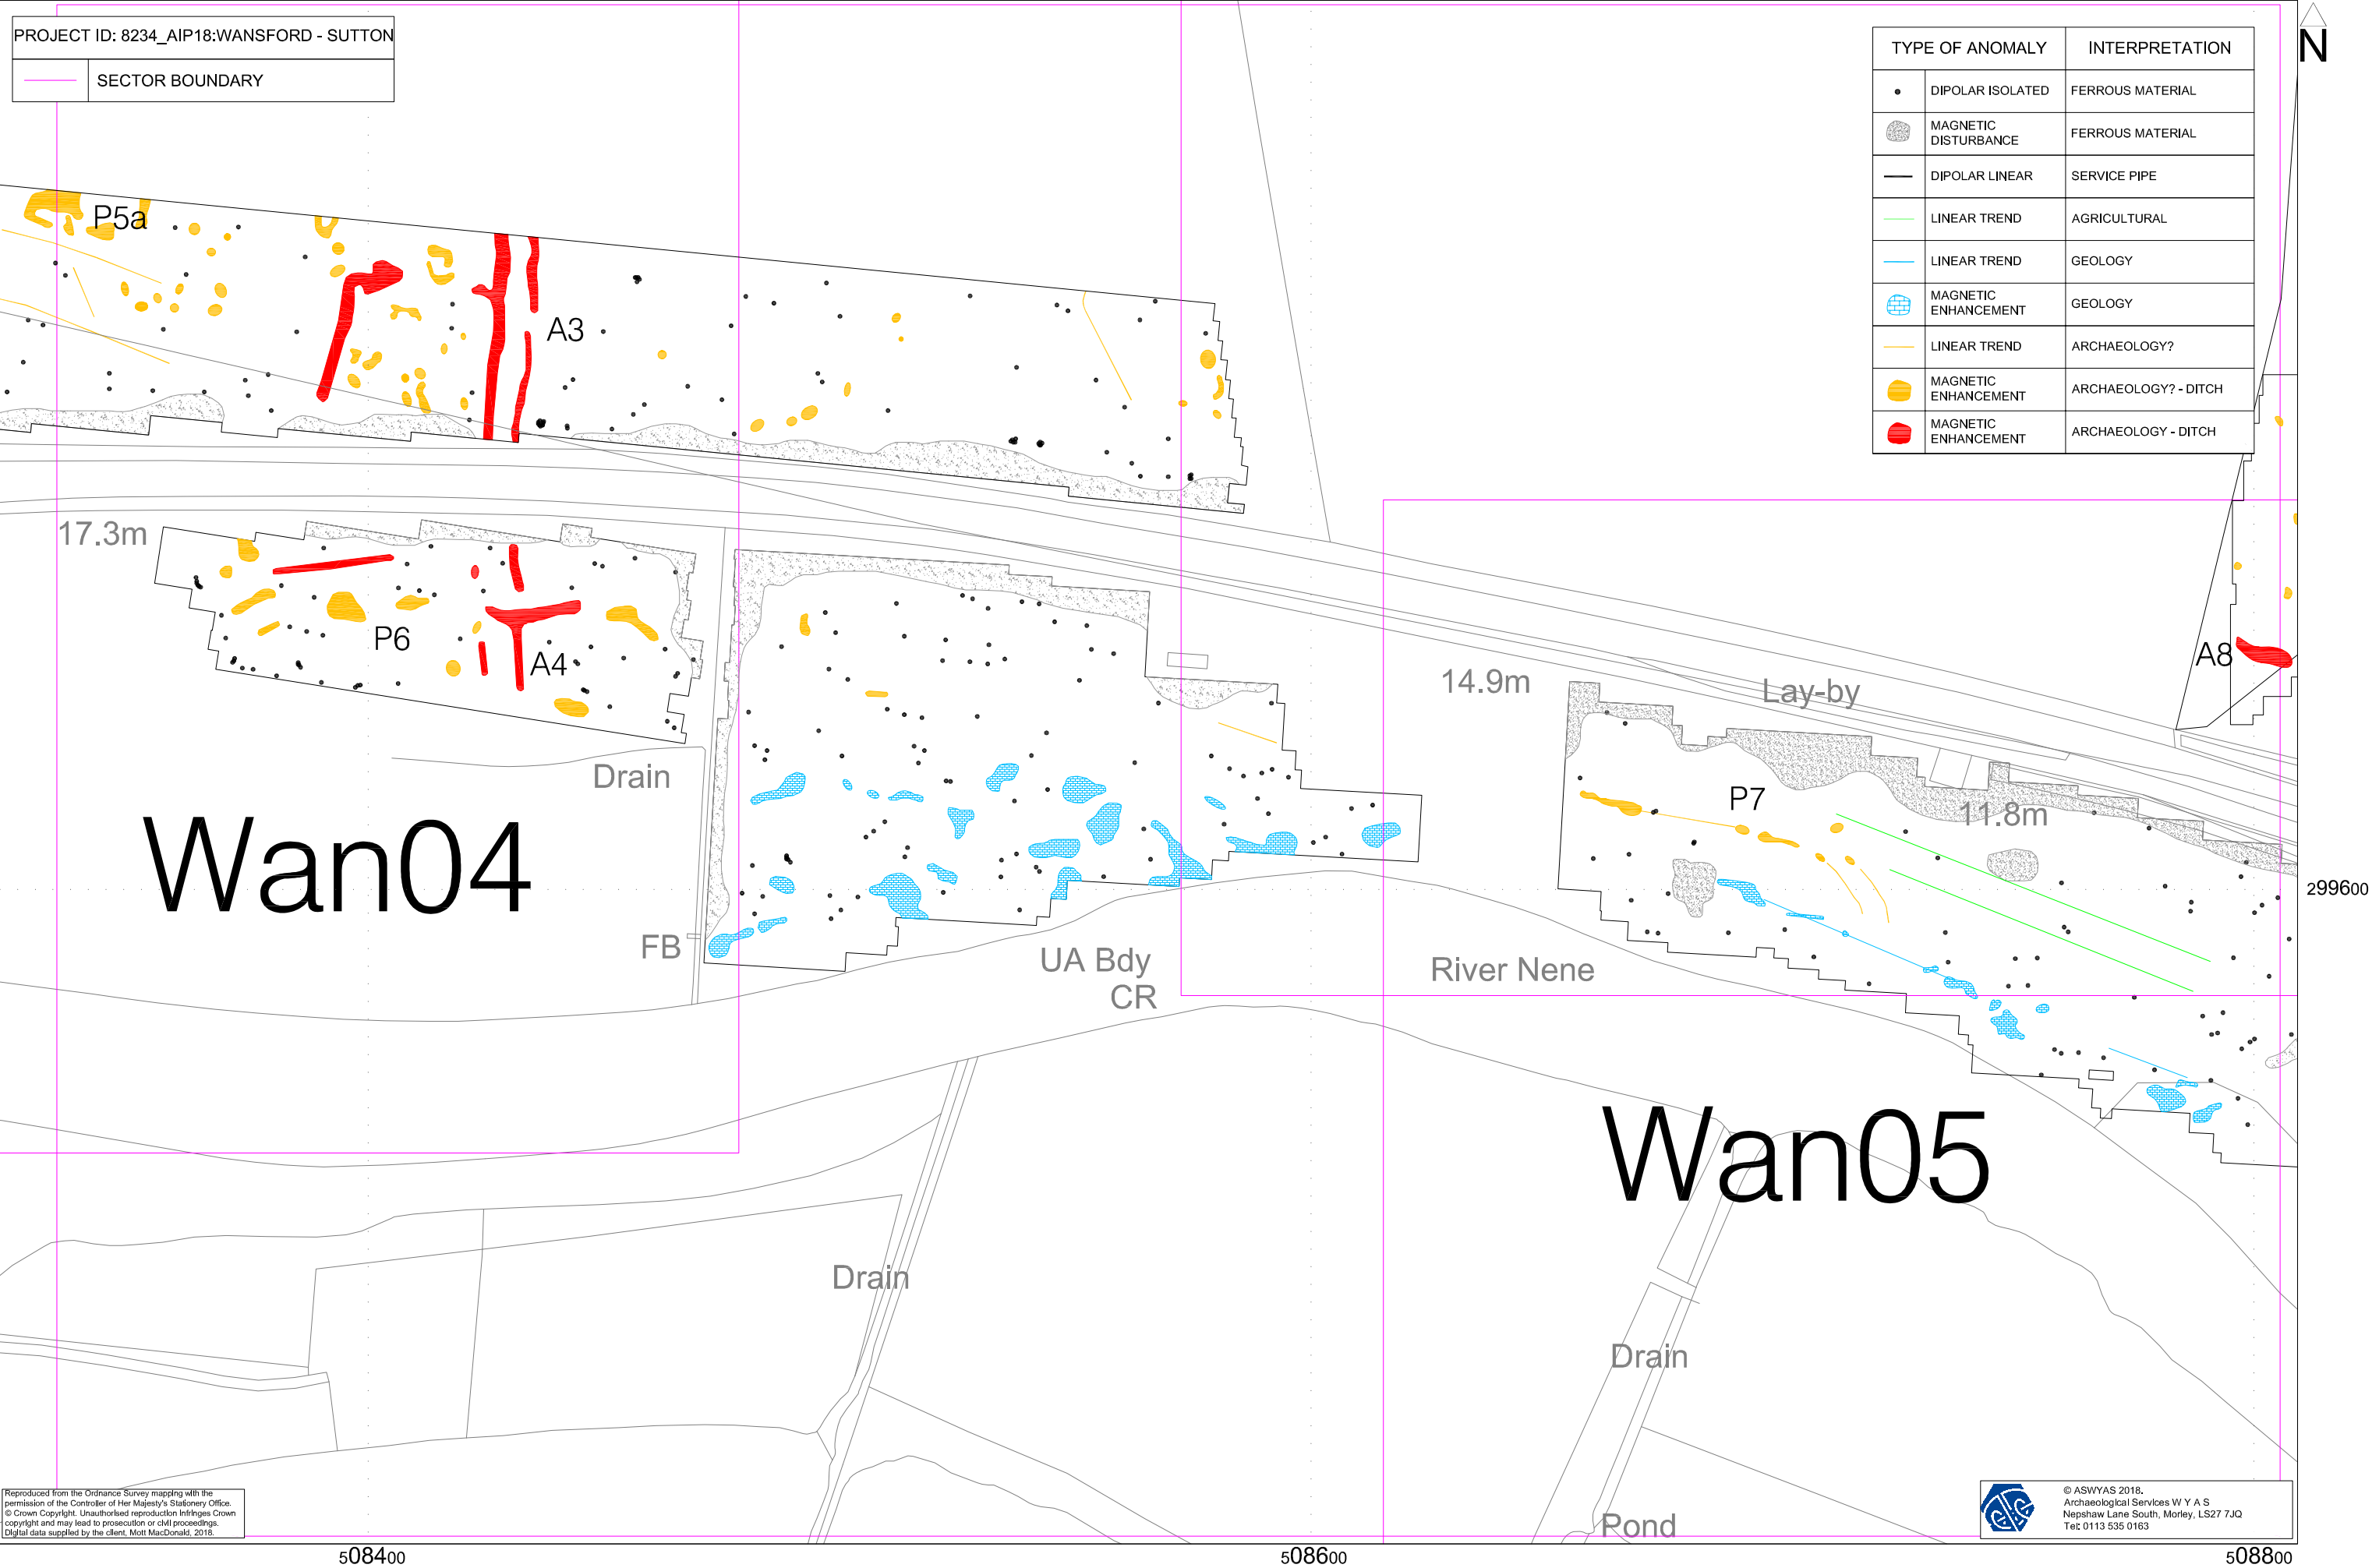 PROJECT ID: 8234_AIP18:WANSFORD - SUTTON
SECTOR BOUNDARY
N
TYPE OF ANOMALY INTERPRETATION
DIPOLAR ISOLATED FERROUS MATERIAL
MAGNETIC
DISTURBANCE FERROUS MATERIAL
DIPOLAR LINEAR SERVICE PIPE
LINEAR TREND AGRICULTURAL
LINEAR TREND GEOLOGY
MAGNETIC
ENHANCEMENT GEOLOGY
LINEAR TREND ARCHAEOLOGY?
MAGNETIC
ENHANCEMENT ARCHAEOLOGY? - DITCH
MAGNETIC
ENHANCEMENT ARCHAEOLOGY - DITCH
P5a
A3
17.3m
P6
A4
A8
14.9m
Lay-by
Drain
P7
11.8m
Wan04
299600
FB
UA Bdy
CR
River Nene
Wan05
Drain
Drain
Pond
Reproduced from the Ordnance Survey mapping with the
permission of the Controller of Her Majesty's Stationery Office.
© Crown Copyright. Unauthorised reproduction infringes Crown
copyright and may lead to prosecution or civil proceedings.
Digital data supplied by the client, Mott MacDonald, 2018.
© ASWYAS 2018.
Archaeological Services W Y A S
Nepshaw Lane South, Morley, LS27 7JQ
Tel: 0113 535 0163
508400
508600
508800